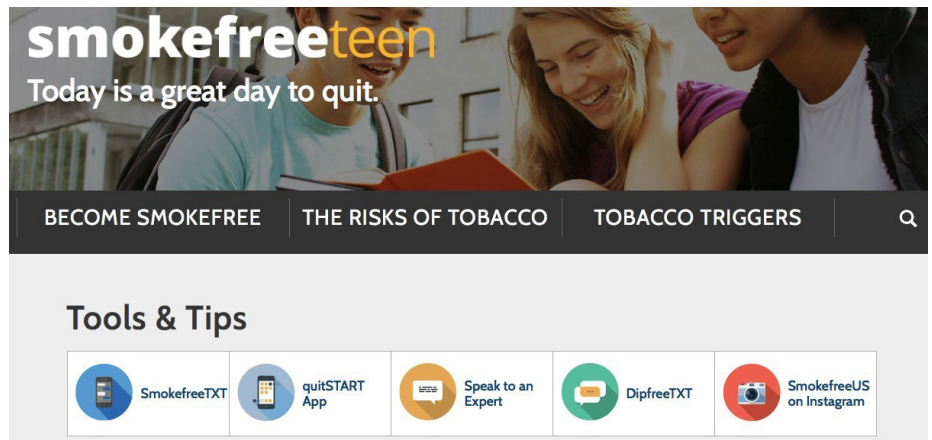 smokefreeteen
Today is a great day to quit.
BECOME SMOKEFREE
THE RISKS OF TOBACCO
TOBACCO TRIGGERS
Tools & Tips
SmokefreeTXT
quitSTART
App
Speak to an
Expert
DipfreeTXT
SmokefreeUS
on Instagram